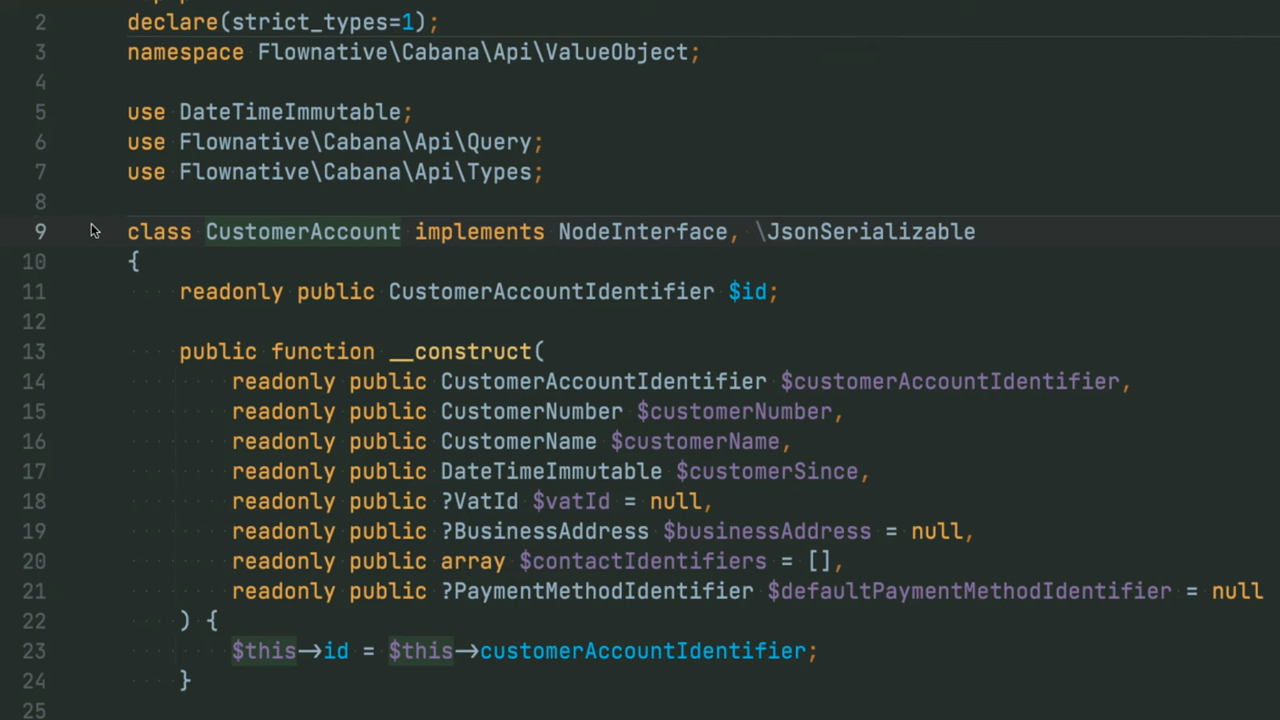 2 declare(strict_types=1);
3 namespace Flownative\Cabana\Api\ValueObject;
4
5 use DateTimeImmutable;
6 use Flownative\Cabana\Api\Query;
7 use Flownative\Cabana\Api\Types;
8
9 class CustomerAccount implements NodeInterface, \JsonSerializable
10 {
11 readonly public CustomerAccountIdentifier $id;
12
13 public function __construct(
14 readonly public CustomerAccountIdentifier $customerAccountIdentifier,
15 readonly public CustomerNumber $customerNumber,
16 readonly public CustomerName $customerName,
17 readonly public DateTimeImmutable $customerSince,
18 readonly public ?VatId $vatId = null,
19 readonly public ?BusinessAddress $businessAddress = null,
20 readonly public array $contactIdentifiers = [],
21 readonly public ?PaymentMethodIdentifier $defaultPaymentMethodIdentifier = null
22 ) {
23 $this->id = $this->customerAccountIdentifier;
24 }
25